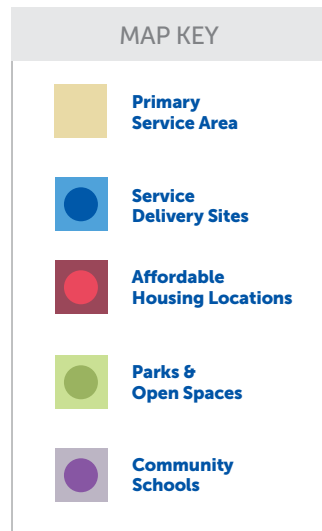 MAP KEY
Primary
Service Area
Service
Delivery Sites
Affordable
Housing Locations
Parks &
Open Spaces
Community
Schools